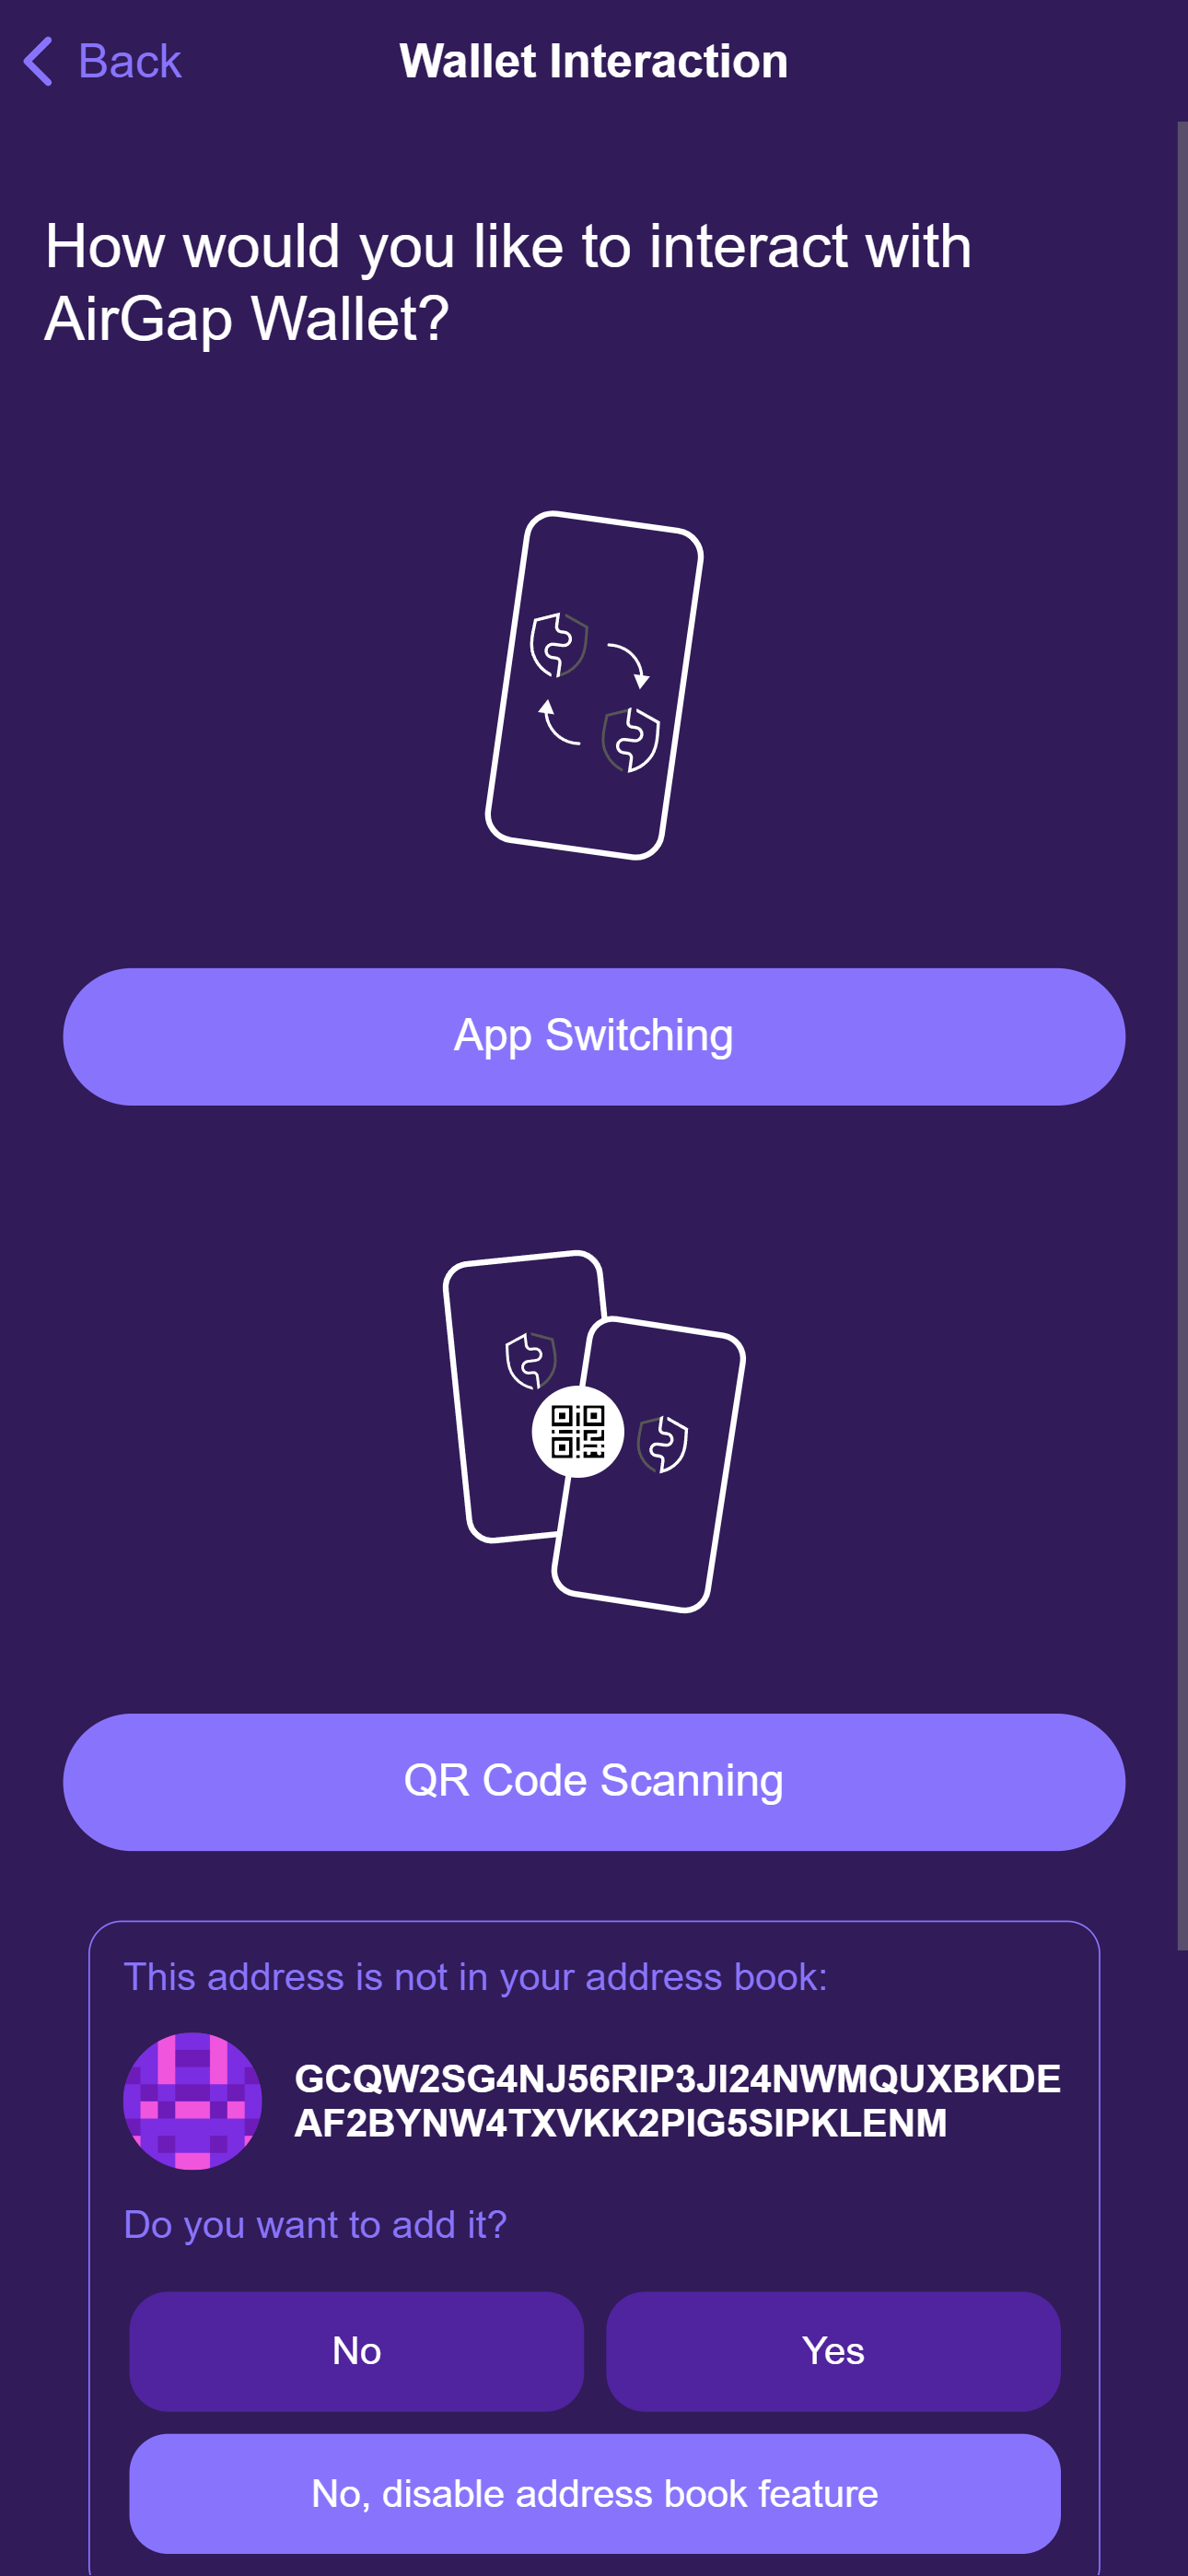 Back
Wallet Interaction
How would you like to interact with
AirGap Wallet?
App Switching
QR Code Scanning
This address is not in your address book:
GCQW2SG4NJ56RIP3JI24NWMQUXBKDE
AF2BYNW4TXVKK2PIG5SIPKLENM
Do you want to add it?
No
Yes
No, disable address book feature